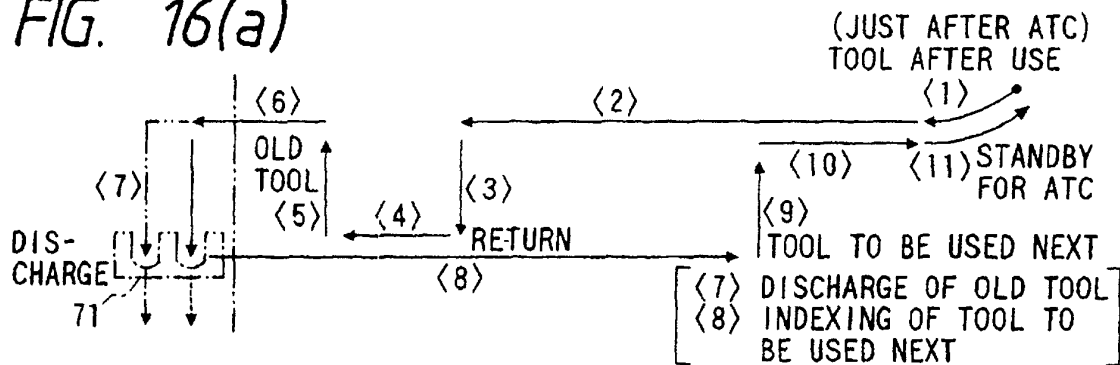 FIG. 16(a)
(JUST AFTER ATC)
TOOL AFTER USE
⟨1⟩
⟨2⟩
⟨6⟩
OLD
TOOL
⟨5⟩
⟨7⟩
⟨3⟩
⟨4⟩
RETURN
⟨10⟩
⟨11⟩ STANDBY
FOR ATC
⟨9⟩
TOOL TO BE USED NEXT
DIS-
CHARGE
71
⟨8⟩
⟨7⟩ DISCHARGE OF OLD TOOL
⟨8⟩ INDEXING OF TOOL TO
BE USED NEXT